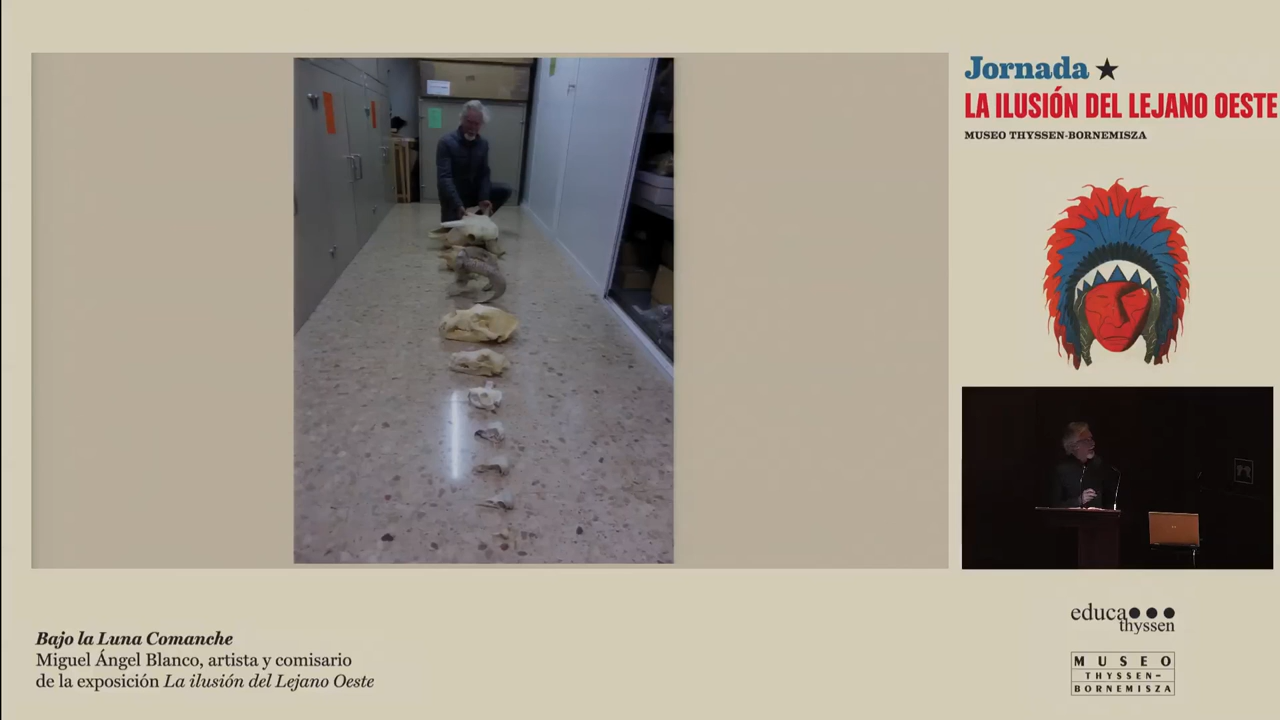 Jornada
LA ILUSIÓN DEL LEJANO OESTE
MUSEO THYSSEN-BORNEMISZA
Bajo la Luna Comanche
Miguel Ángel Blanco, artista y comisario
de la exposición La ilusión del Lejano Oeste
educa
thyssen
MUSEO
THYSSEN-
BORNEMISZA